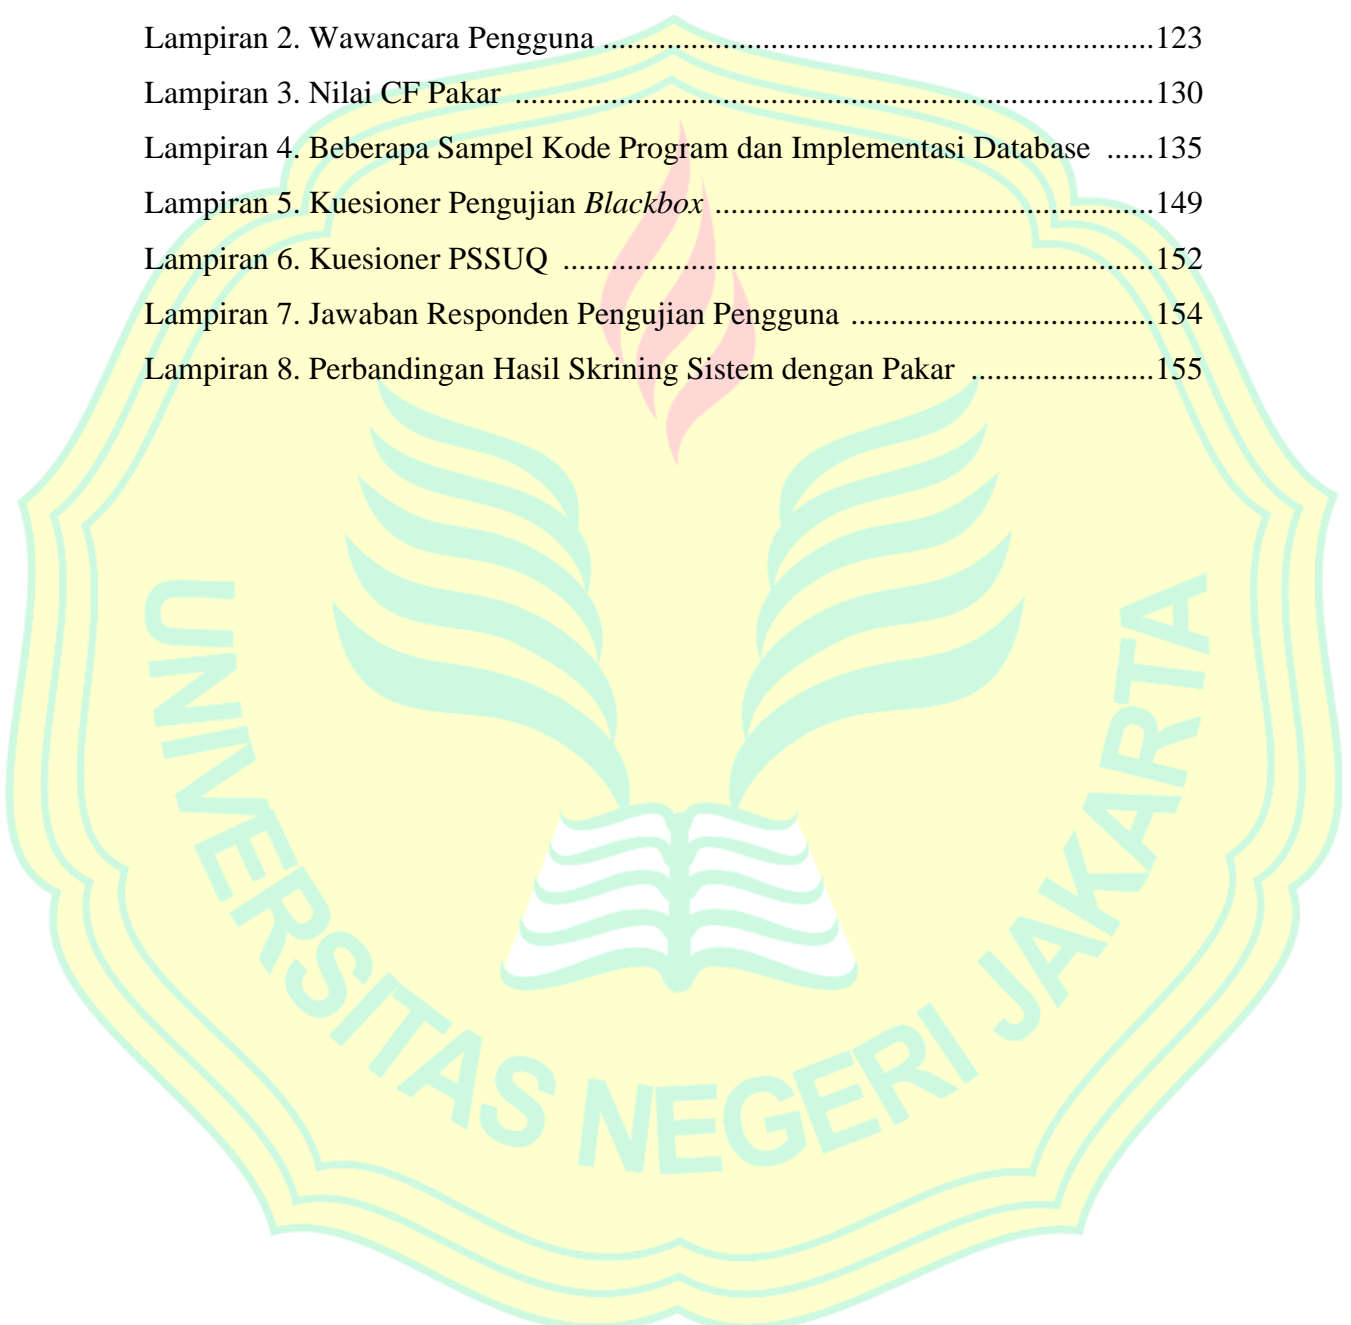 Lampiran 2. Wawancara Pengguna ......................................................................123
Lampiran 3. Nilai CF Pakar .................................................................................130
Lampiran 4. Beberapa Sampel Kode Program dan Implementasi Database ......135
Lampiran 5. Kuesioner Pengujian Blackbox ........................................................149
Lampiran 6. Kuesioner PSSUQ ...........................................................................152
Lampiran 7. Jawaban Responden Pengujian Pengguna ......................................154
Lampiran 8. Perbandingan Hasil Skrining Sistem dengan Pakar .......................155
UNIVERSITAS NEGERI JAKARTA